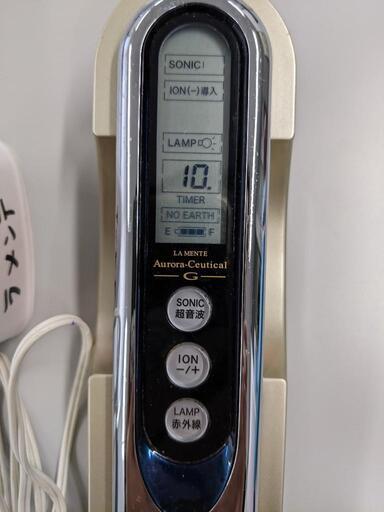 SONIC
ION(-)導入
LAMP
10.
TIMER
NO EARTH
E F
LA MENTE
Aurora-Ceutical
G
SONIC
超音波
ION
-/+
LAMP
赤外線
ラメント